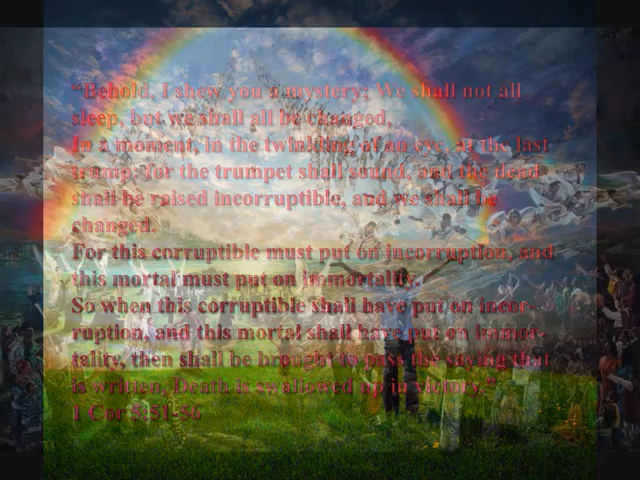 “Behold, I shew you a mystery; We shall not all
sleep, but we shall all be changed,
In a moment, in the twinkling of an eye, at the last
trump: for the trumpet shall sound, and the dead
shall be raised incorruptible, and we shall be
changed.
For this corruptible must put on incorruption, and
this mortal must put on immortality.
So when this corruptible shall have put on incor-
ruption, and this mortal shall have put on immor-
tality, then shall be brought to pass the saying that
is written, Death is swallowed up in victory.”
1 Cor 5:51-56